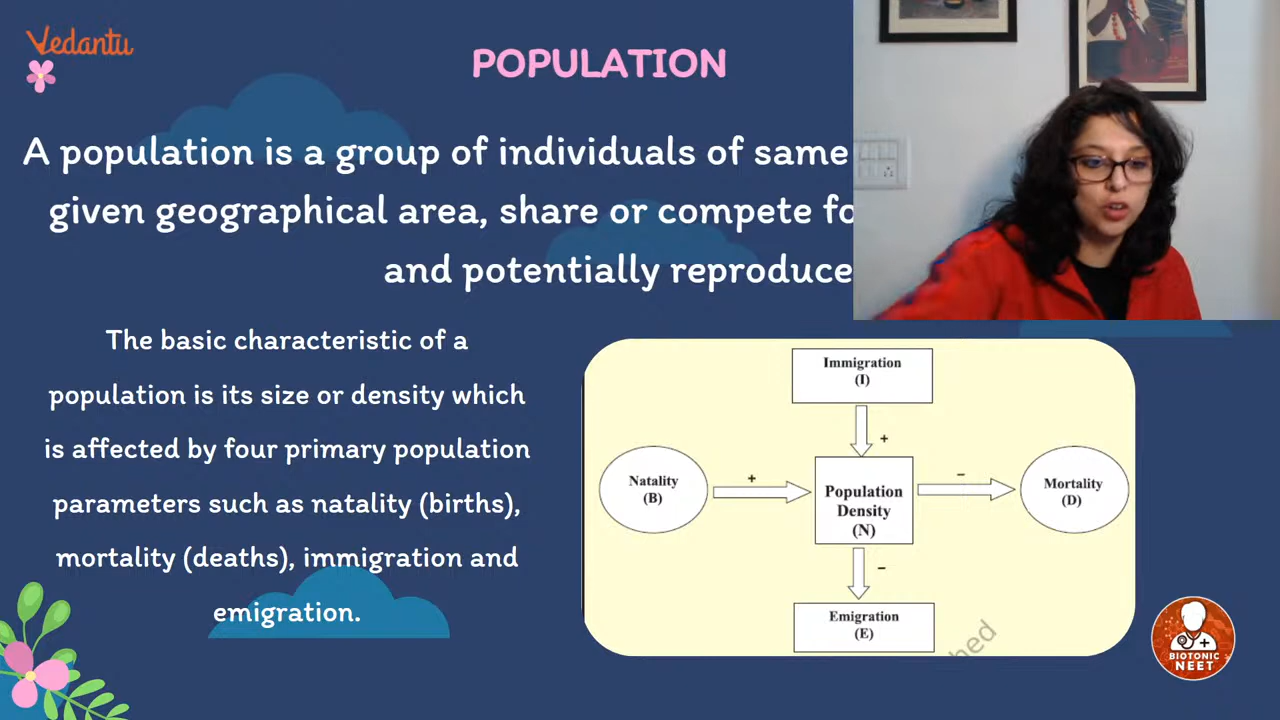 Vedantu
POPULATION
A population is a group of individuals of same
given geographical area, share or compete fo
and potentially reproduce
The basic characteristic of a
population is its size or density which
is affected by four primary population
parameters such as natality (births),
mortality (deaths), immigration and
emigration.
Immigration
(I)
+
Natality
(B)
+
Population
Density
(N)
–
Mortality
(D)
–
Emigration
(E)
hed
BIOTONIC
NEET